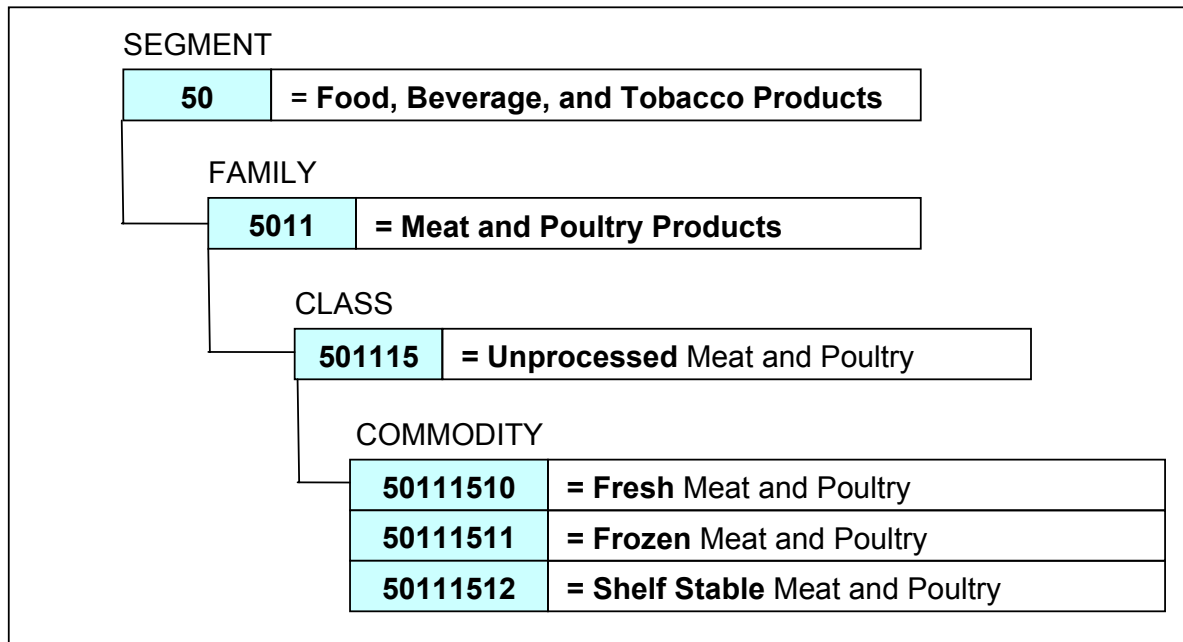 SEGMENT
50 = Food, Beverage, and Tobacco Products
FAMILY
5011 = Meat and Poultry Products
CLASS
501115 = Unprocessed Meat and Poultry
COMMODITY
50111510 = Fresh Meat and Poultry
50111511 = Frozen Meat and Poultry
50111512 = Shelf Stable Meat and Poultry